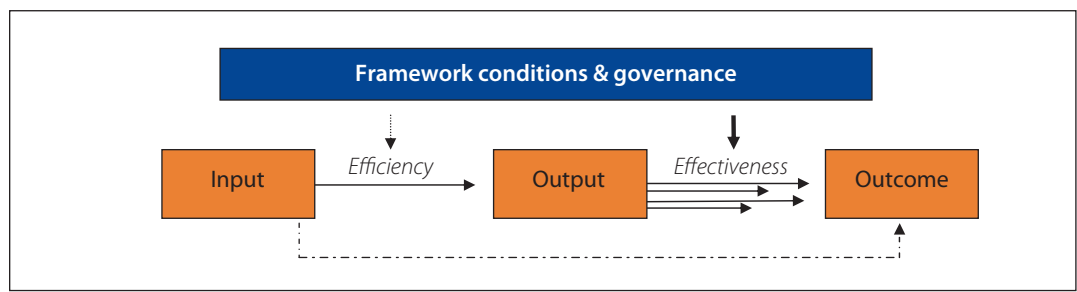 Framework conditions & governance
Efficiency
Effectiveness
Input
Output
Outcome